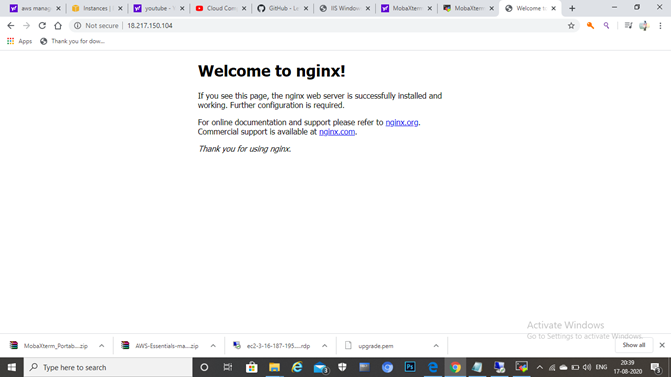 aws manag
Instances |
youtube - Y
Cloud Com
GitHub - Le
IIS Window
MobaXterm
MobaXterm
Welcome to
Not secure | 18.217.150.104
Apps
Thank you for dow...
Welcome to nginx!
If you see this page, the nginx web server is successfully installed and
working. Further configuration is required.
For online documentation and support please refer to nginx.org.
Commercial support is available at nginx.com.
Thank you for using nginx.
Activate Windows
Go to Settings to activate Windows.
MobaXterm_Portab....zip
AWS-Essentials-ma....zip
ec2-3-16-187-195....rdp
upgrade.pem
Show all
Type here to search
ENG
20:39
17-08-2020